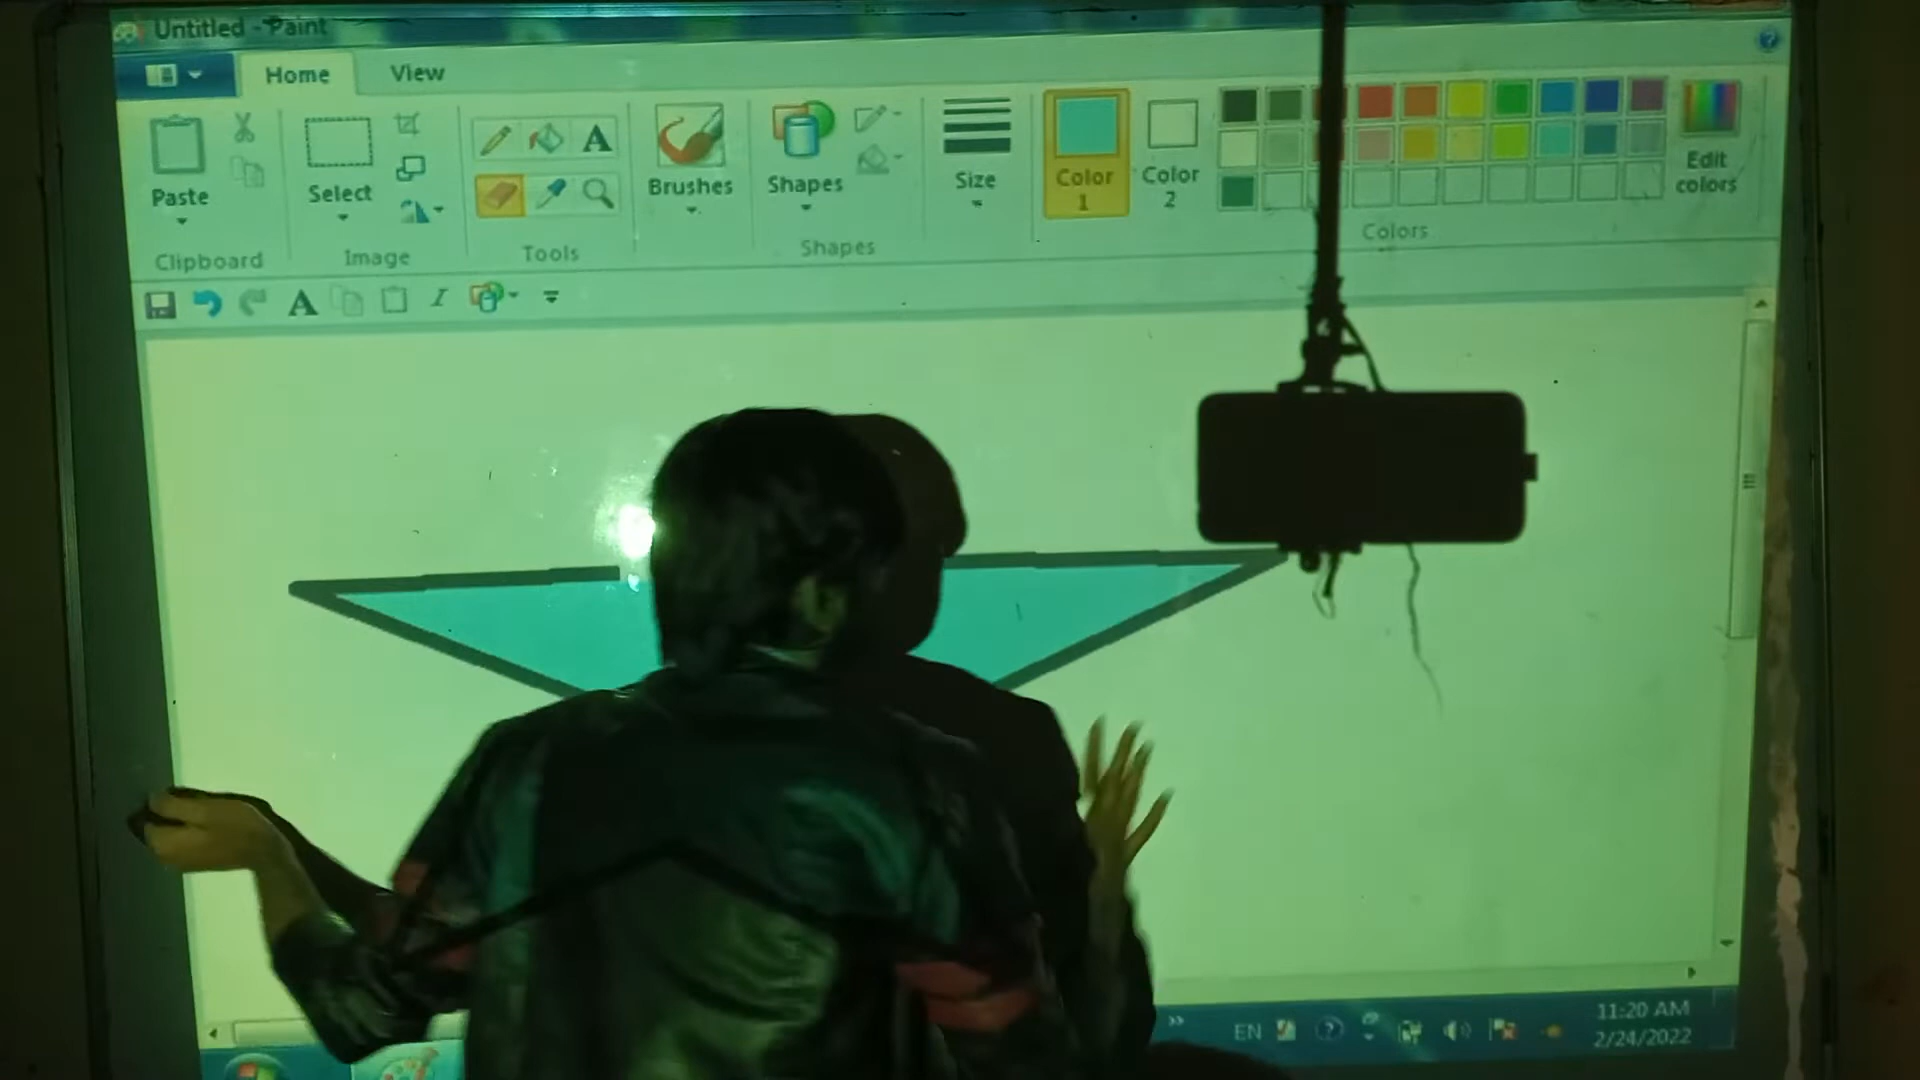 Untitled - Paint
Home View
Paste
Select
Brushes
Shapes
Size
Color 1
Color 2
Edit colors
Clipboard
Image
Tools
Shapes
Colors
EN
11:20 AM
2/24/2022